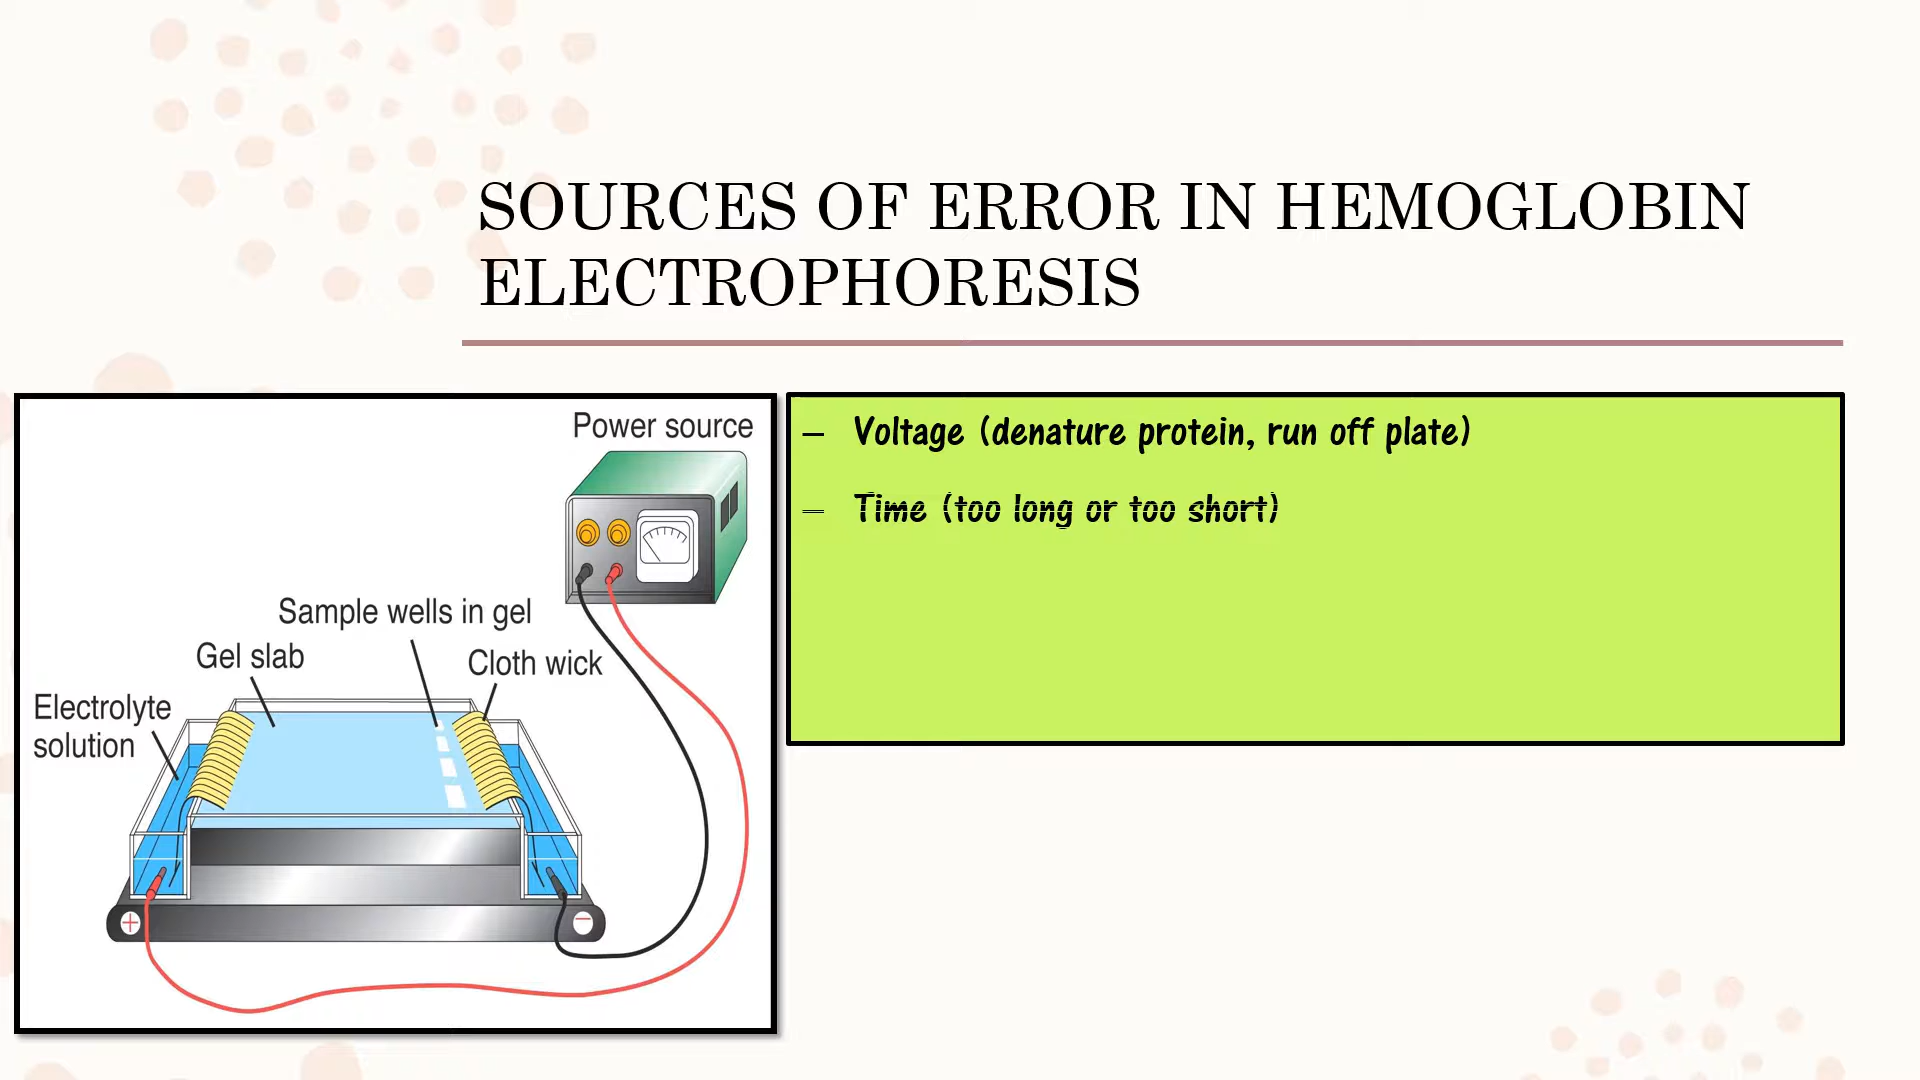 SOURCES OF ERROR IN HEMOGLOBIN
ELECTROPHORESIS
Power source
Sample wells in gel
Gel slab
Cloth wick
Electrolyte
solution
+
−
– Voltage (denature protein, run off plate)
– Time (too long or too short)